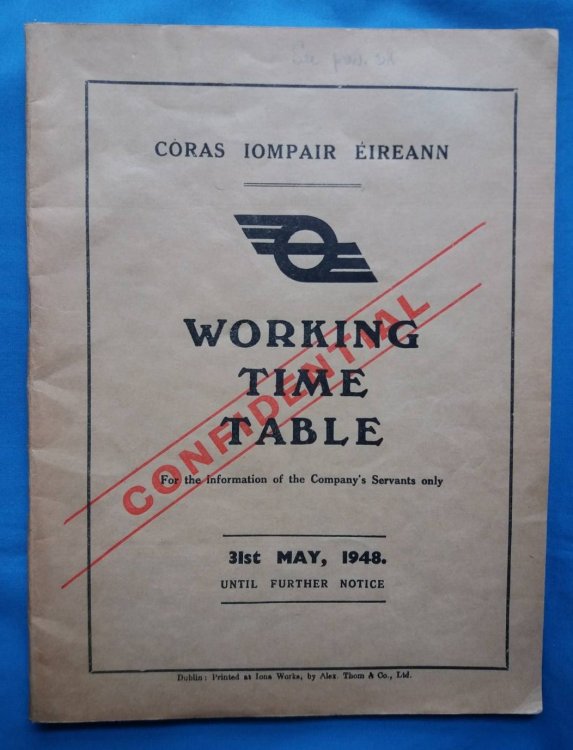 See
CÓRAS IOMPAIR ÉIREANN
WORKING
TIME
TABLE
CONFIDENTIAL
For the information of the Company's Servants only
31st MAY, 1948.
UNTIL FURTHER NOTICE
Dublin: Printed at Iona Works, by Alex. Thom & Co., Ltd.